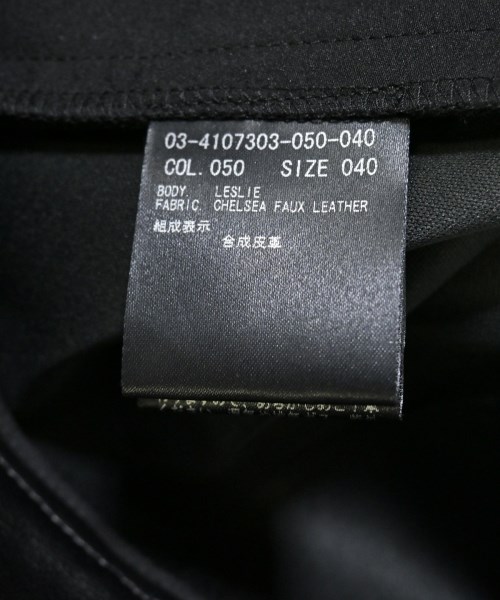 03-4107303-050-040
COL. 050 SIZE 040
BODY. LESLIE
FABRIC. CHELSEA FAUX LEATHER
組成表示
合成皮革